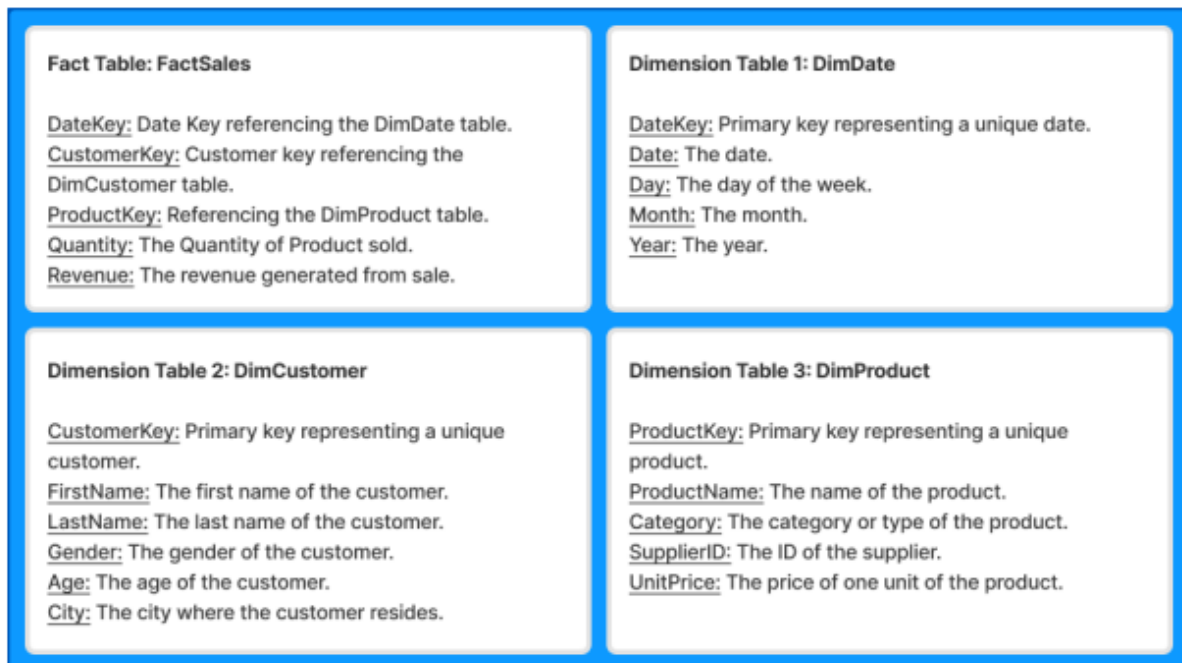 Fact Table: FactSales
DateKey: Date Key referencing the DimDate table.
CustomerKey: Customer key referencing the
DimCustomer table.
ProductKey: Referencing the DimProduct table.
Quantity: The Quantity of Product sold.
Revenue: The revenue generated from sale.
Dimension Table 1: DimDate
DateKey: Primary key representing a unique date.
Date: The date.
Day: The day of the week.
Month: The month.
Year: The year.
Dimension Table 2: DimCustomer
CustomerKey: Primary key representing a unique
customer.
FirstName: The first name of the customer.
LastName: The last name of the customer.
Gender: The gender of the customer.
Age: The age of the customer.
City: The city where the customer resides.
Dimension Table 3: DimProduct
ProductKey: Primary key representing a unique
product.
ProductName: The name of the product.
Category: The category or type of the product.
SupplierID: The ID of the supplier.
UnitPrice: The price of one unit of the product.